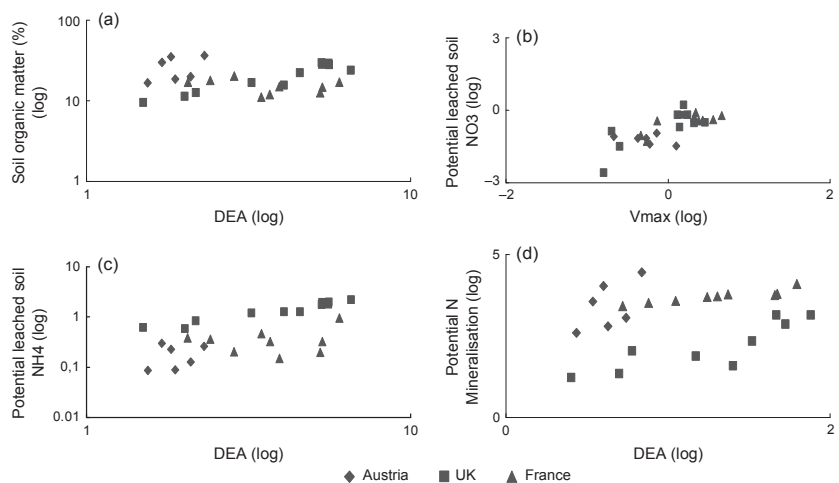 (a)
Soil organic matter (%)
(log)
100
10
1
1
10
DEA (log)
(b)
Potential leached soil
NO3 (log)
3
0
–3
–2
0
2
Vmax (log)
(c)
Potential leached soil
NH4 (log)
10
1
0.1
0.01
1
10
DEA (log)
(d)
Potential N
Mineralisation (log)
5
0
0
2
DEA (log)
Austria UK France